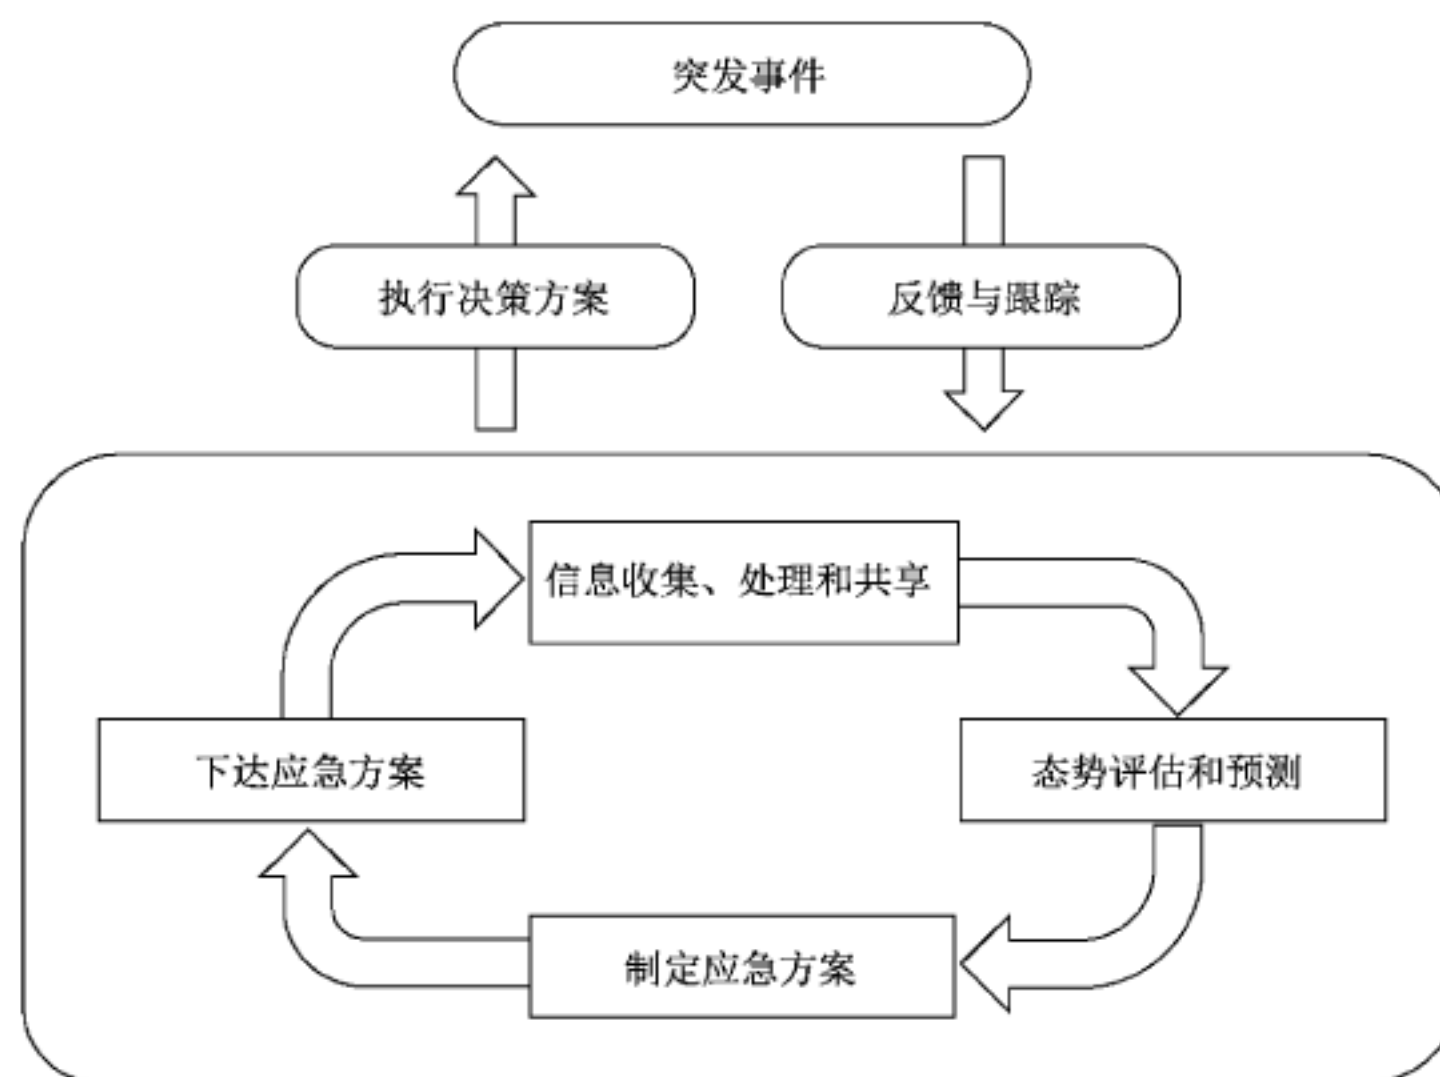 突发事件
执行决策方案
反馈与跟踪
信息收集、处理和共享
下达应急方案
态势评估和预测
制定应急方案